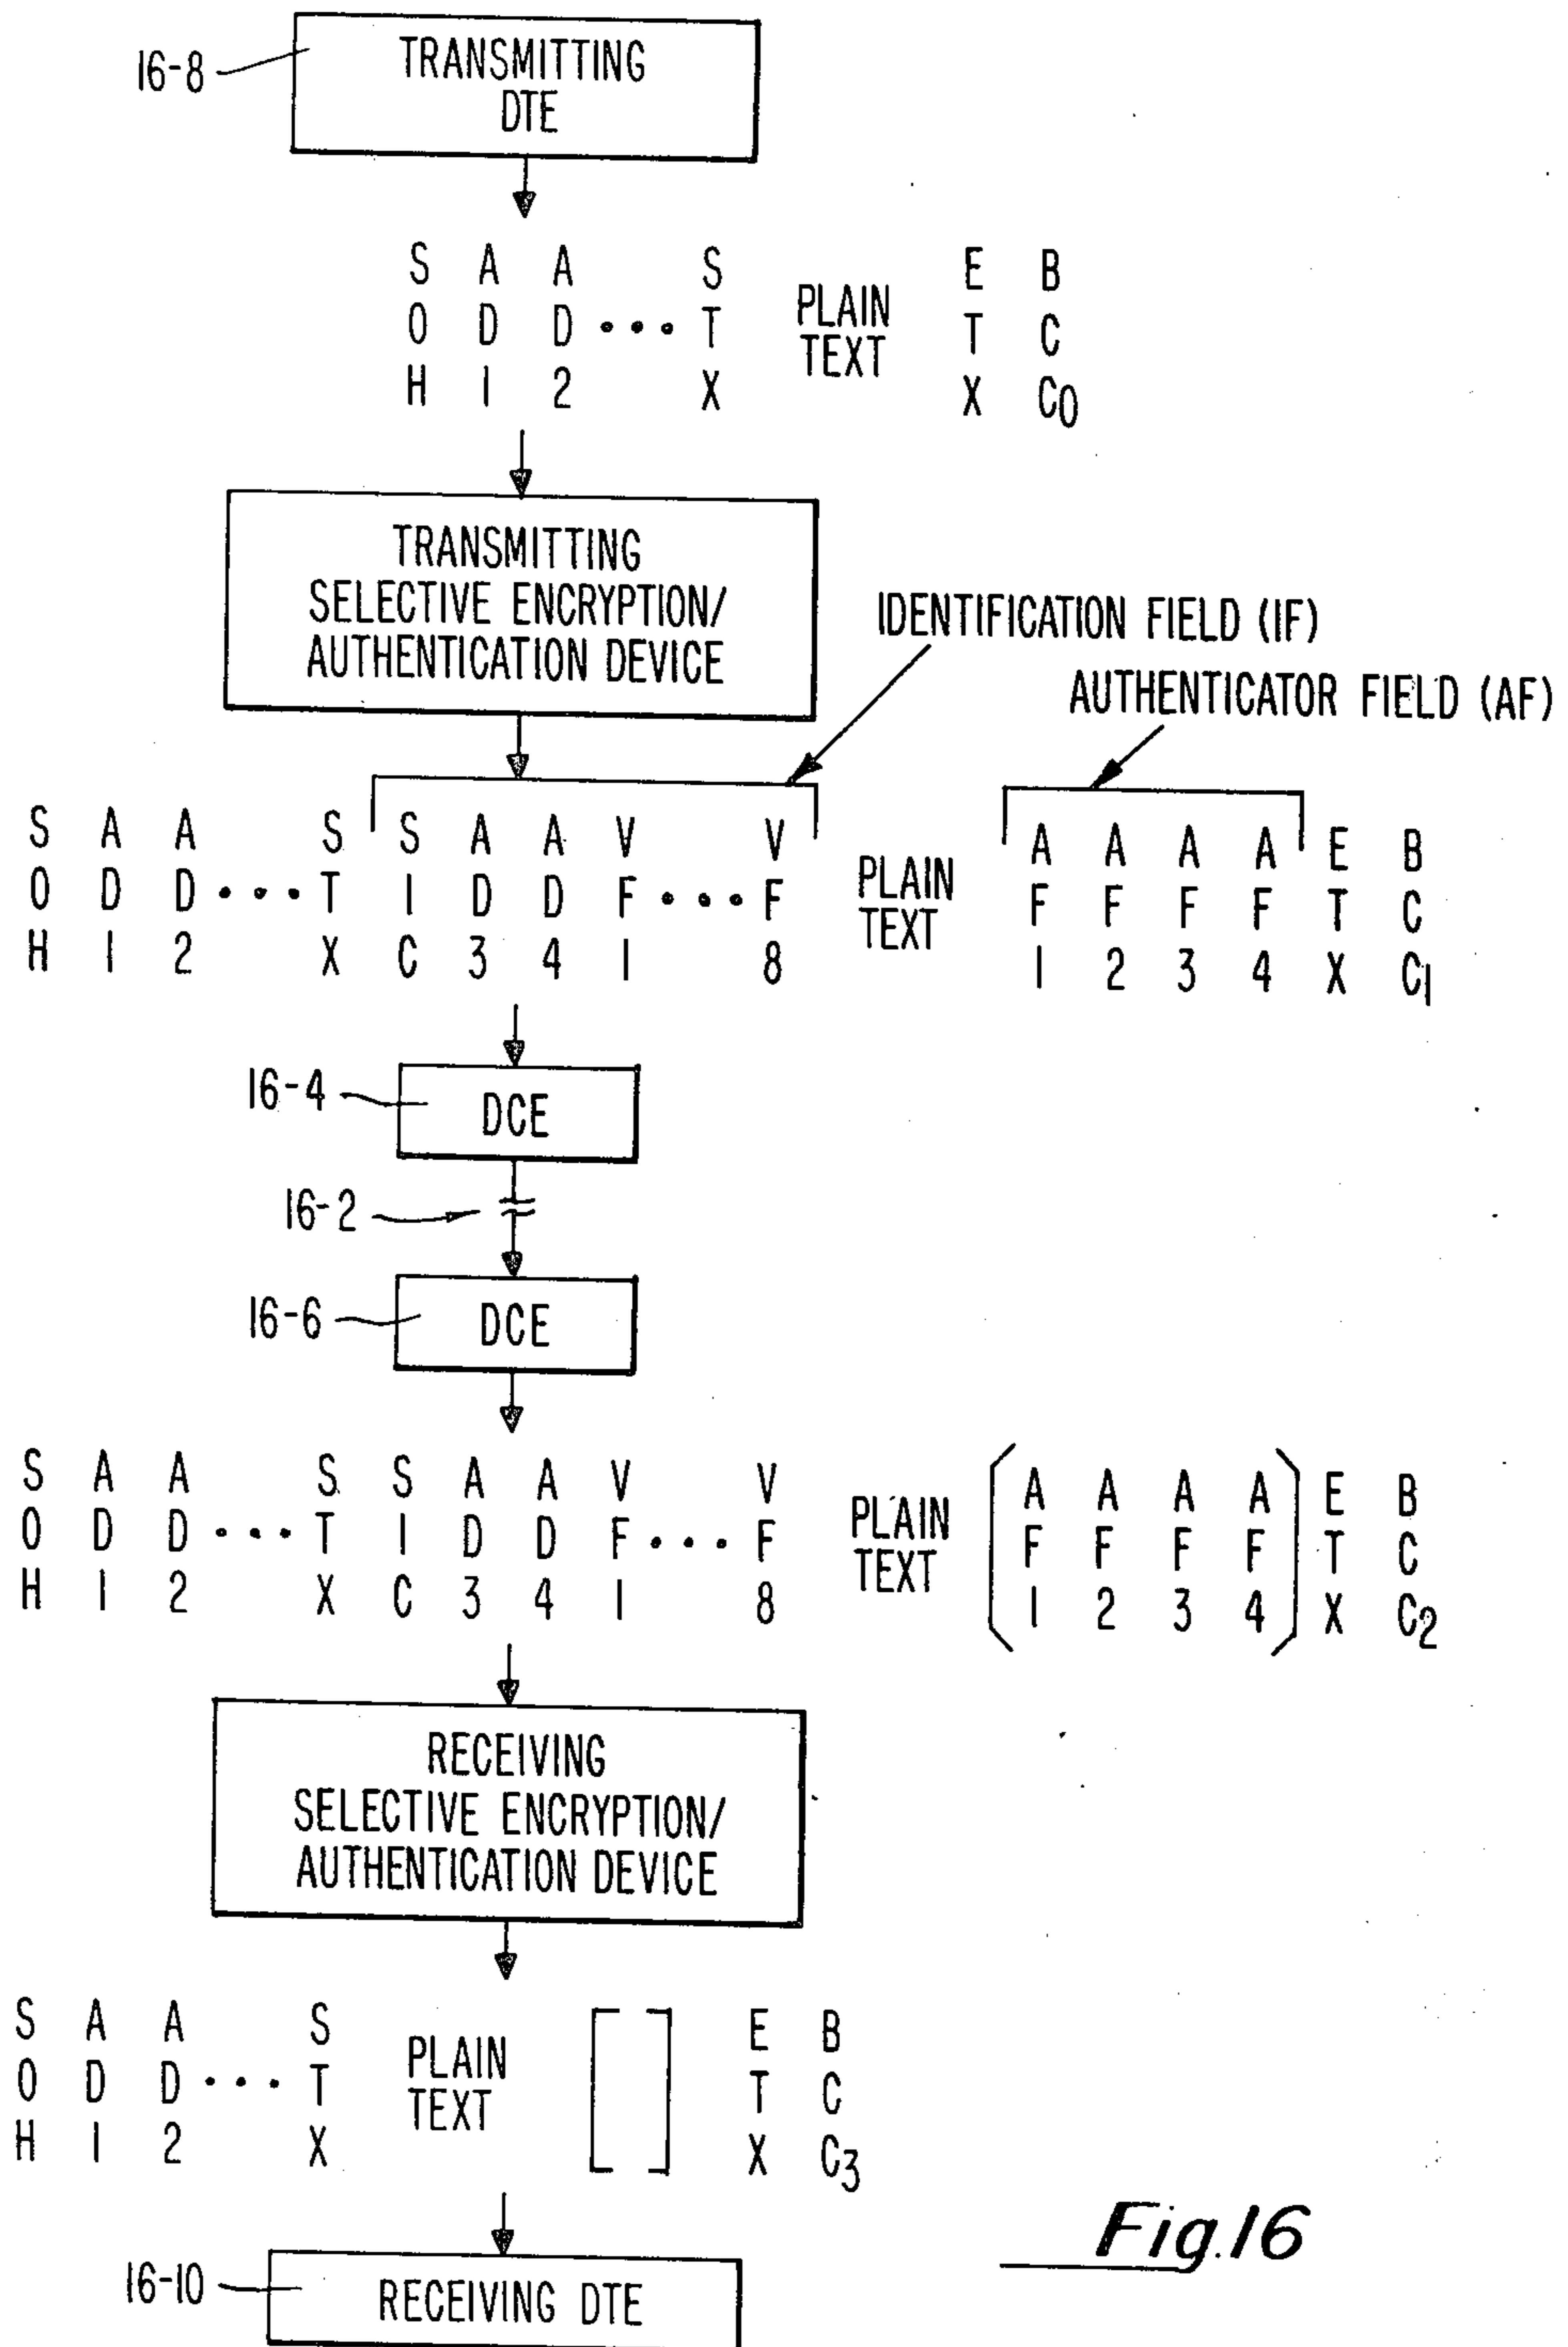 16-8
TRANSMITTING
DTE
S A A S E B
O D D • • • T PLAIN T C
H 1 2 X TEXT X C0
TRANSMITTING
SELECTIVE ENCRYPTION/
AUTHENTICATION DEVICE
IDENTIFICATION FIELD (IF)
AUTHENTICATOR FIELD (AF)
S A A S S A A V V A A A A E B
O D D • • • T I D D F • • • F PLAIN F F F F T C
H 1 2 X C 3 4 1 8 TEXT 1 2 3 4 X C1
16-4
DCE
16-2
16-6
DCE
S A A S S A A V V A A A A E B
O D D • • • T I D D F • • • F PLAIN F F F F T C
H 1 2 X C 3 4 1 8 TEXT 1 2 3 4 X C2
RECEIVING
SELECTIVE ENCRYPTION/
AUTHENTICATION DEVICE
S A A S E B
O D D • • • T PLAIN [ ] T C
H 1 2 X TEXT X C3
16-10
RECEIVING DTE
Fig. 16